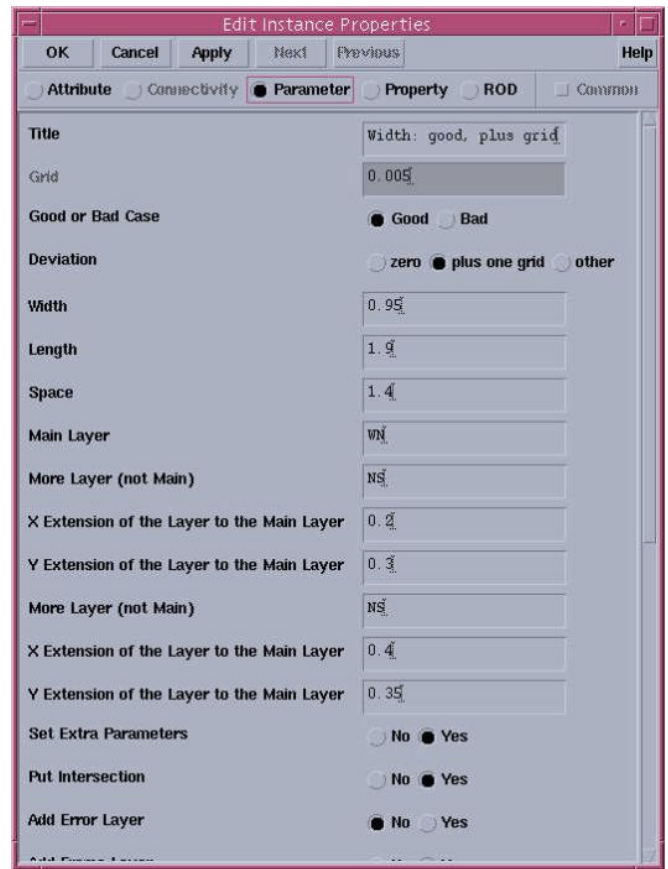 Edit Instance Properties
OK Cancel Apply Next Previous Help
Attribute Connectivity Parameter Property ROD Common
Title Width: good, plus grid
Grid 0.005
Good or Bad Case Good Bad
Deviation zero plus one grid other
Width 0.95
Length 1.9
Space 1.4
Main Layer WN
More Layer (not Main) NS
X Extension of the Layer to the Main Layer 0.2
Y Extension of the Layer to the Main Layer 0.3
More Layer (not Main) NS
X Extension of the Layer to the Main Layer 0.4
Y Extension of the Layer to the Main Layer 0.35
Set Extra Parameters No Yes
Put Intersection No Yes
Add Error Layer No Yes